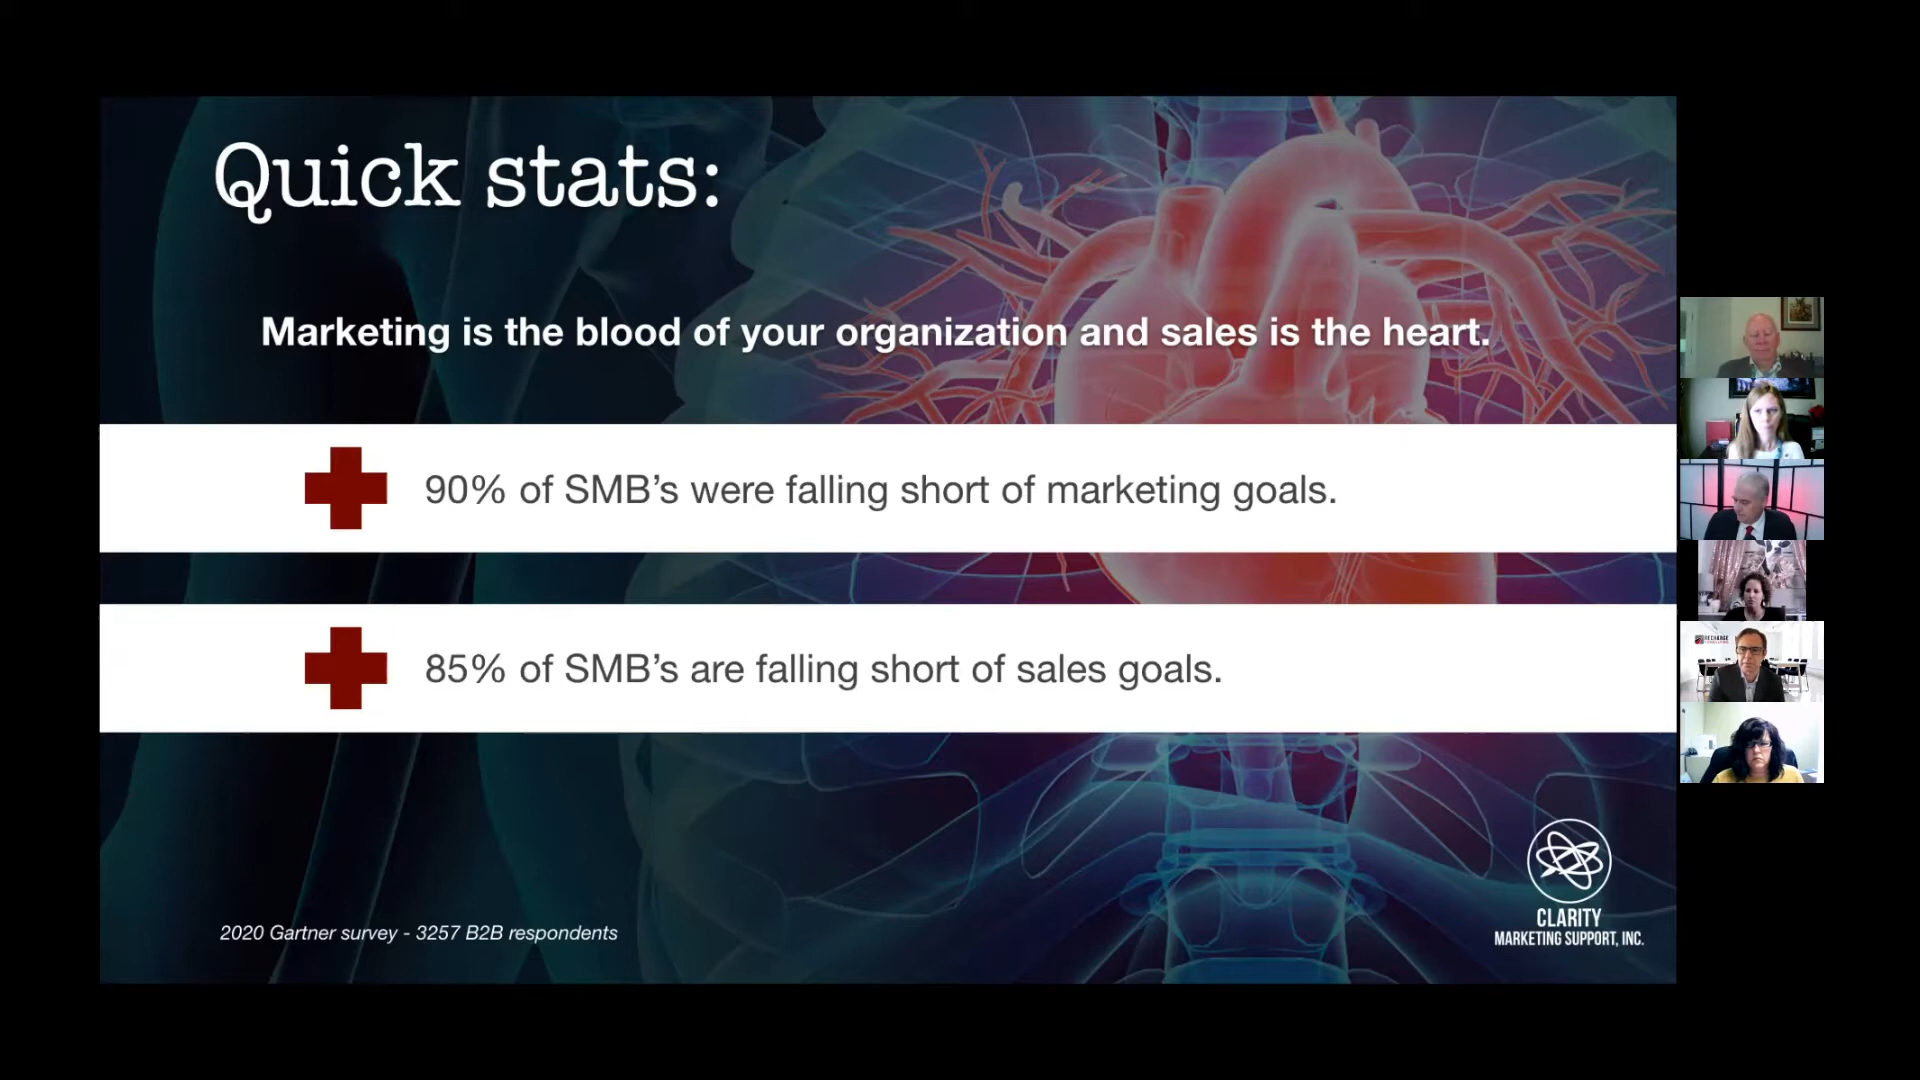 Quick stats:
Marketing is the blood of your organization and sales is the heart.
90% of SMB’s were falling short of marketing goals.
85% of SMB’s are falling short of sales goals.
2020 Gartner survey - 3257 B2B respondents
CLARITY
MARKETING SUPPORT, INC.